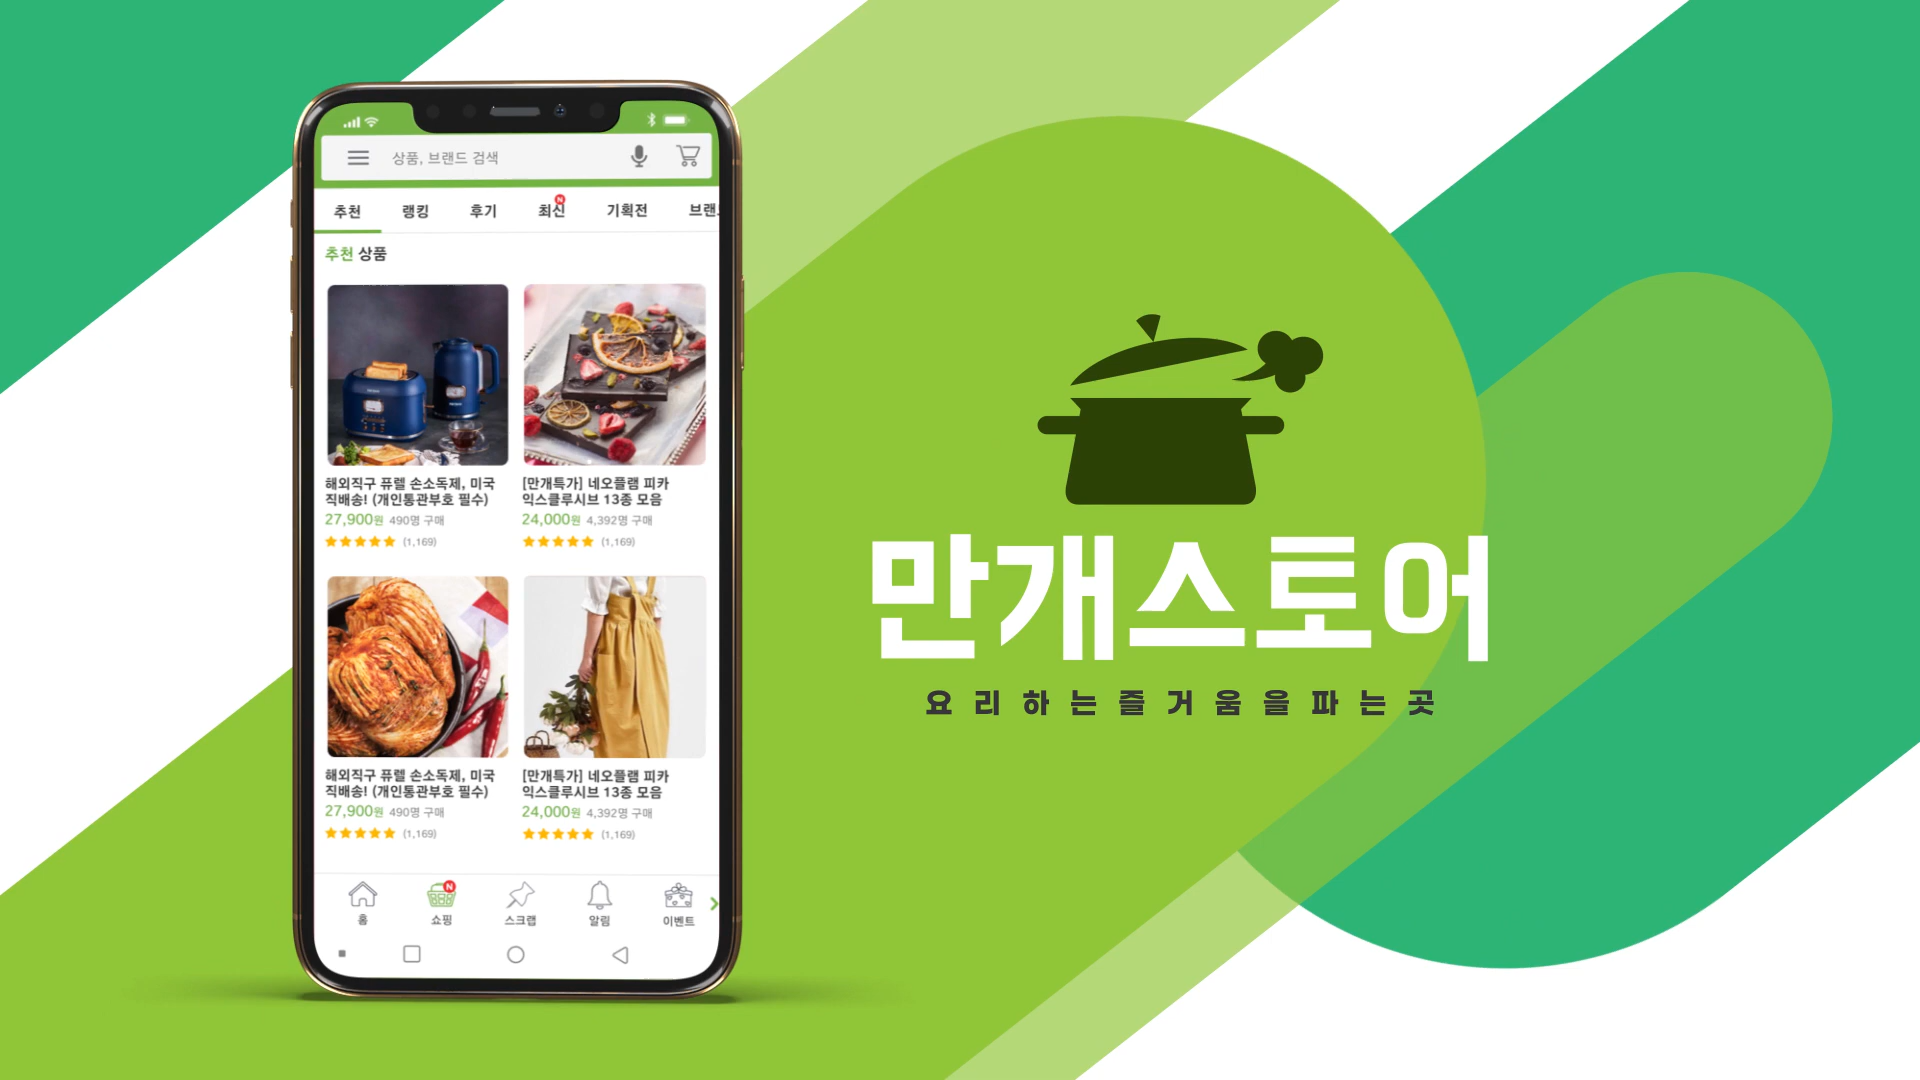 상품, 브랜드 검색
추천 랭킹 후기 최신 기획전 브랜
N
추천 상품
해외직구 퓨렐 손소독제, 미국
직배송! (개인통관부호 필수)
27,900원 490명 구매
(1,169)
[만개특가] 네오플램 피카
익스클루시브 13종 모음
24,000원 4,392명 구매
(1,169)
해외직구 퓨렐 손소독제, 미국
직배송! (개인통관부호 필수)
27,900원 490명 구매
(1,169)
[만개특가] 네오플램 피카
익스클루시브 13종 모음
24,000원 4,392명 구매
(1,169)
N
홈 쇼핑 스크랩 알림 이벤트
만개스토어
요리하는즐거움을파는곳